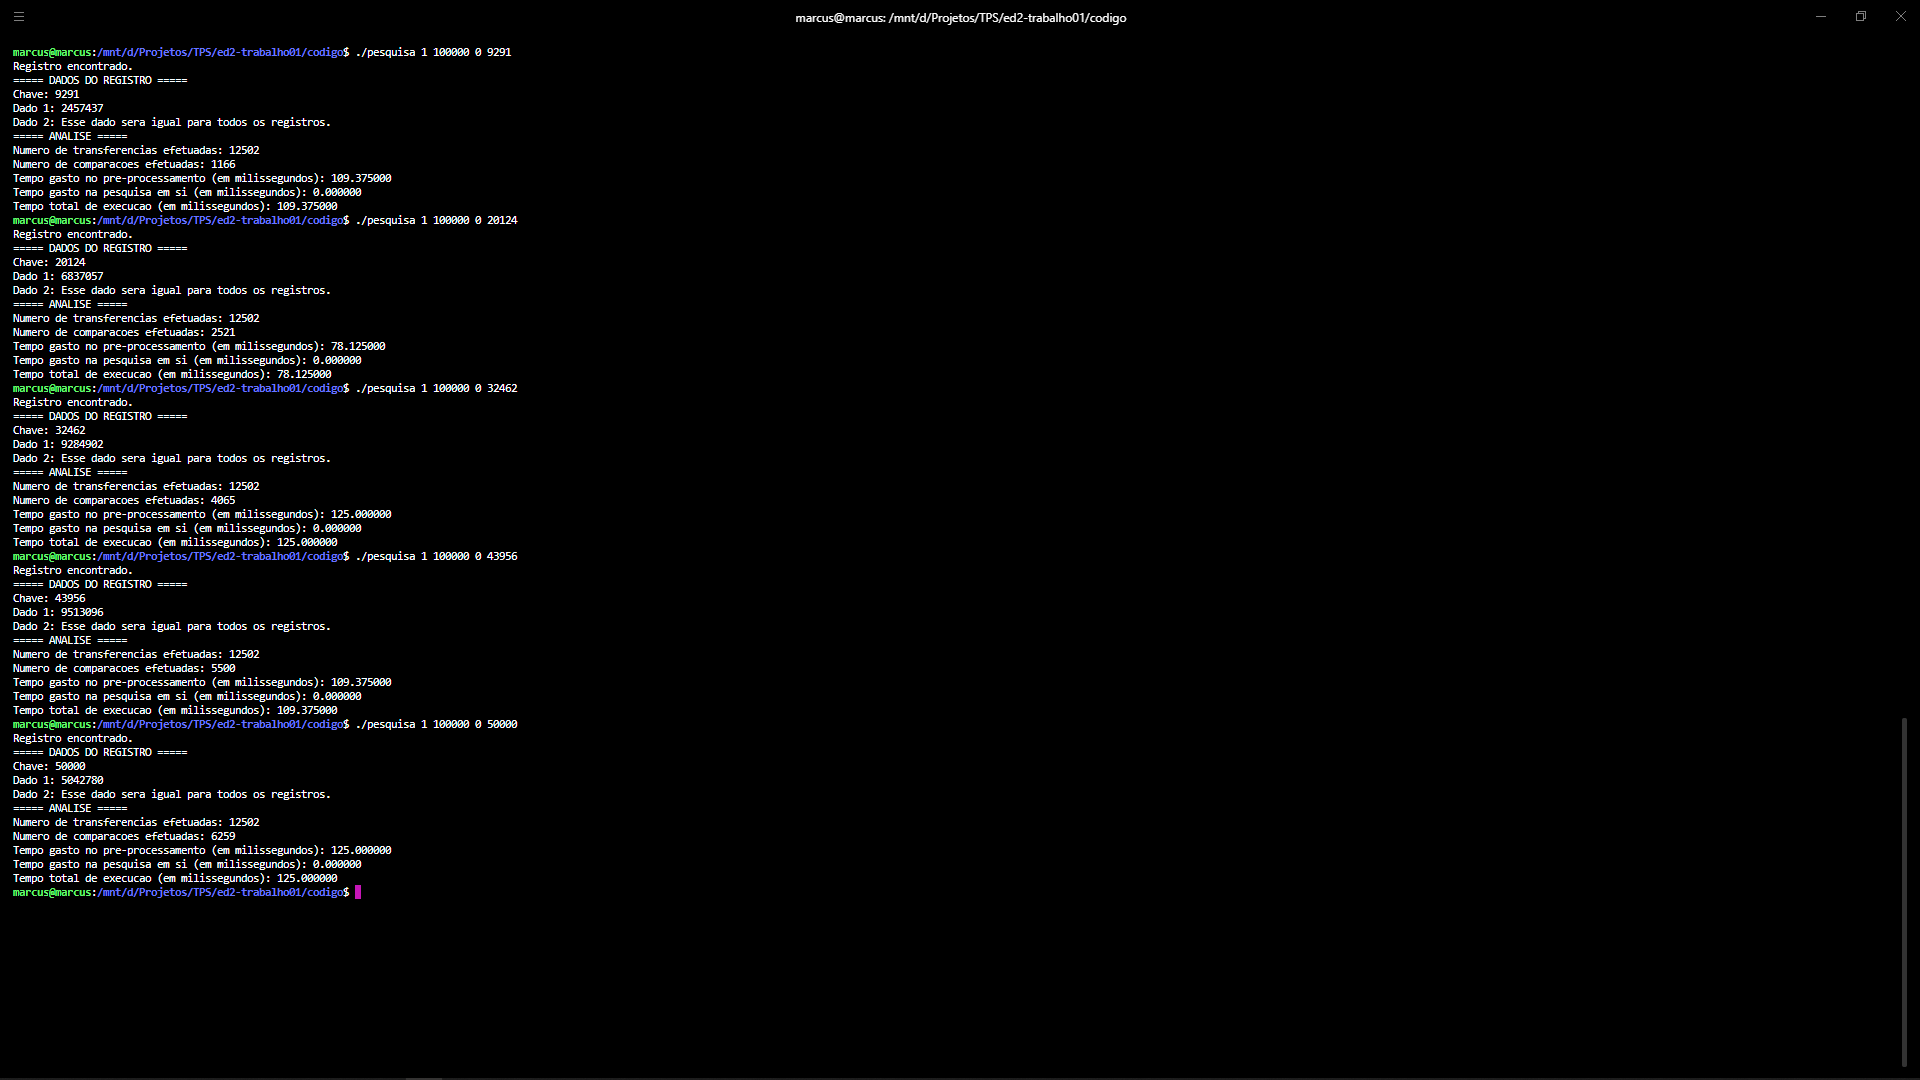 marcus@marcus: /mnt/d/Projetos/TPS/ed2-trabalho01/codigo
marcus@marcus:/mnt/d/Projetos/TPS/ed2-trabalho01/codigo$ ./pesquisa 1 100000 0 9291
Registro encontrado.
===== DADOS DO REGISTRO =====
Chave: 9291
Dado 1: 2457437
Dado 2: Esse dado sera igual para todos os registros.
===== ANALISE =====
Numero de transferencias efetuadas: 12502
Numero de comparacoes efetuadas: 1166
Tempo gasto no pre-processamento (em milissegundos): 109.375000
Tempo gasto na pesquisa em si (em milissegundos): 0.000000
Tempo total de execucao (em milissegundos): 109.375000
marcus@marcus:/mnt/d/Projetos/TPS/ed2-trabalho01/codigo$ ./pesquisa 1 100000 0 20124
Registro encontrado.
===== DADOS DO REGISTRO =====
Chave: 20124
Dado 1: 6837057
Dado 2: Esse dado sera igual para todos os registros.
===== ANALISE =====
Numero de transferencias efetuadas: 12502
Numero de comparacoes efetuadas: 2521
Tempo gasto no pre-processamento (em milissegundos): 78.125000
Tempo gasto na pesquisa em si (em milissegundos): 0.000000
Tempo total de execucao (em milissegundos): 78.125000
marcus@marcus:/mnt/d/Projetos/TPS/ed2-trabalho01/codigo$ ./pesquisa 1 100000 0 32462
Registro encontrado.
===== DADOS DO REGISTRO =====
Chave: 32462
Dado 1: 9284902
Dado 2: Esse dado sera igual para todos os registros.
===== ANALISE =====
Numero de transferencias efetuadas: 12502
Numero de comparacoes efetuadas: 4065
Tempo gasto no pre-processamento (em milissegundos): 125.000000
Tempo gasto na pesquisa em si (em milissegundos): 0.000000
Tempo total de execucao (em milissegundos): 125.000000
marcus@marcus:/mnt/d/Projetos/TPS/ed2-trabalho01/codigo$ ./pesquisa 1 100000 0 43956
Registro encontrado.
===== DADOS DO REGISTRO =====
Chave: 43956
Dado 1: 9513096
Dado 2: Esse dado sera igual para todos os registros.
===== ANALISE =====
Numero de transferencias efetuadas: 12502
Numero de comparacoes efetuadas: 5500
Tempo gasto no pre-processamento (em milissegundos): 109.375000
Tempo gasto na pesquisa em si (em milissegundos): 0.000000
Tempo total de execucao (em milissegundos): 109.375000
marcus@marcus:/mnt/d/Projetos/TPS/ed2-trabalho01/codigo$ ./pesquisa 1 100000 0 50000
Registro encontrado.
===== DADOS DO REGISTRO =====
Chave: 50000
Dado 1: 5042780
Dado 2: Esse dado sera igual para todos os registros.
===== ANALISE =====
Numero de transferencias efetuadas: 12502
Numero de comparacoes efetuadas: 6259
Tempo gasto no pre-processamento (em milissegundos): 125.000000
Tempo gasto na pesquisa em si (em milissegundos): 0.000000
Tempo total de execucao (em milissegundos): 125.000000
marcus@marcus:/mnt/d/Projetos/TPS/ed2-trabalho01/codigo$